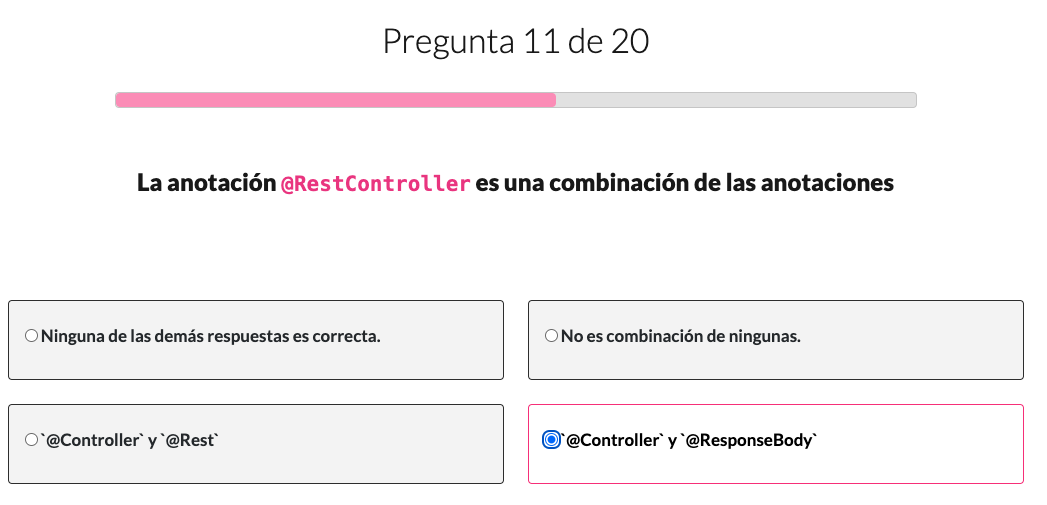 Pregunta 11 de 20
La anotación @RestController es una combinación de las anotaciones
Ninguna de las demás respuestas es correcta.
No es combinación de ningunas.
`@Controller` y `@Rest`
`@Controller` y `@ResponseBody`